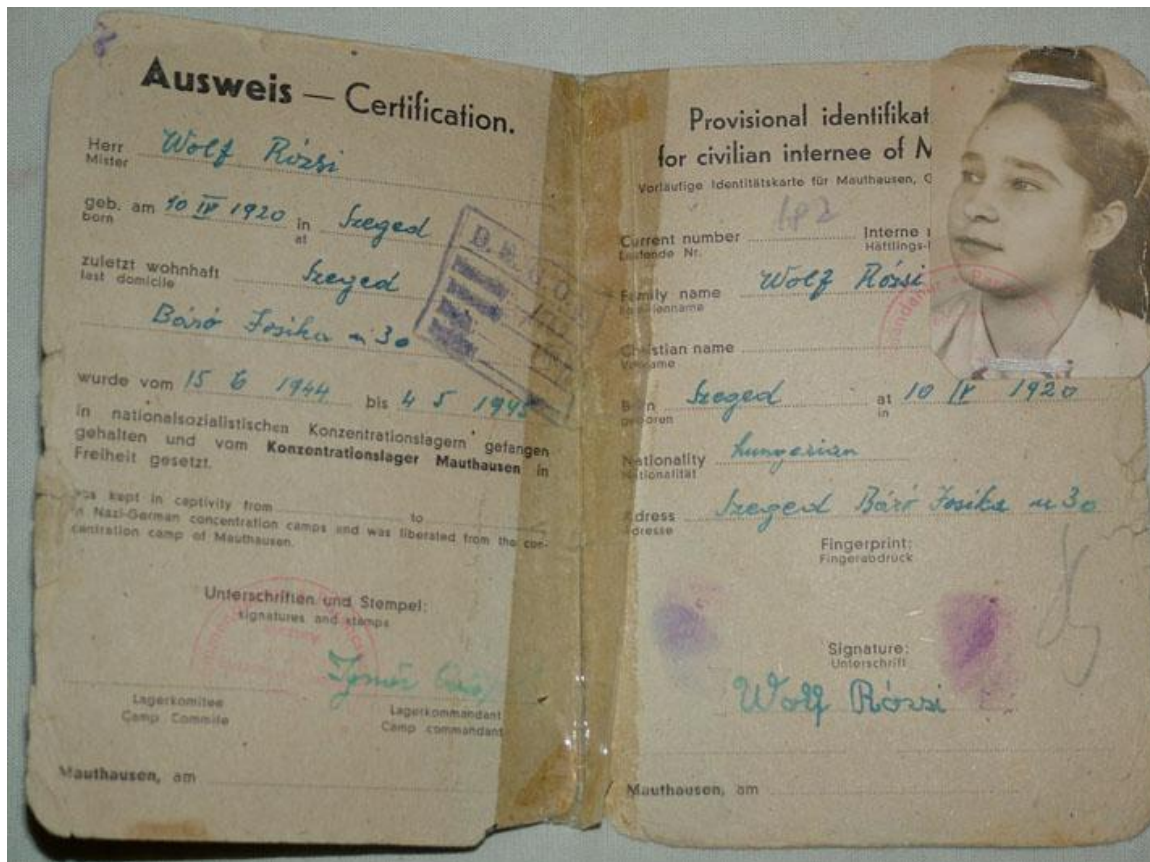 Ausweis — Certification.
Herr Wolf Rózsi
Mister
geb. am 10 IV 1920 in Szeged
born at
zuletzt wohnhaft Szeged
last domicile
Báró Jósika u 30
wurde vom 15 6 1944 bis 4 5 1945
in nationalsozialistischen Konzentrationslagern gefangen
gehalten und vom Konzentrationslager Mauthausen in
Freiheit gesetzt.
was kept in captivity from to
in Nazi-German concentration camps and was liberated from the con-
centration camp of Mauthausen.
Unterschriften und Stempel:
signatures and stamps
Lagerkomitee Lagerkommandant
Camp Commite Camp commandant
Mauthausen, am
Provisional identifikat
for civilian internee of M
Vorläufige Identitätskarte für Mauthausen,
Current number Interne
Laufende Nr. Häftlings-
Family name Wolf Rózsi
Christian name
Born Szeged at 10 IV 1920
geboren in
Nationality hungarian
Nationalität
Adress Szeged Báró Jósika u 30
Adresse
Fingerprint:
Fingerabdruck
Signature:
Unterschrift
Wolf Rózsi
Mauthausen, am